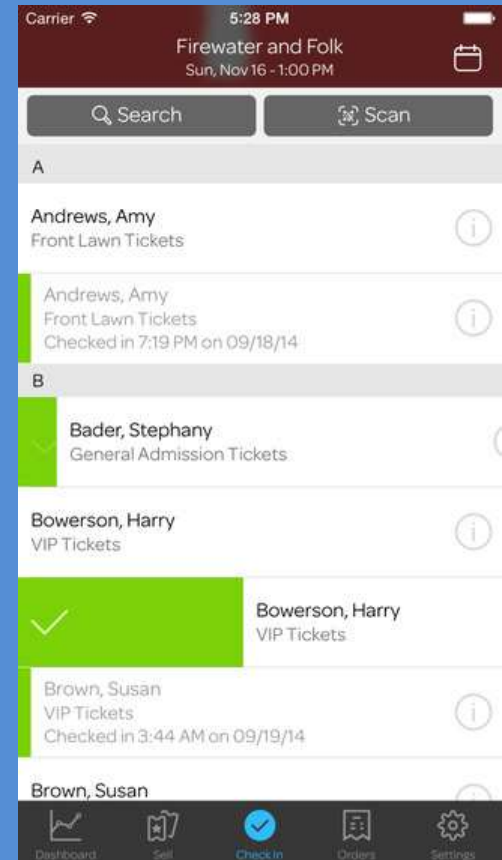 Carrier 5:28 PM
Firewater and Folk
Sun, Nov 16 - 1:00 PM
Search Scan
A
Andrews, Amy
Front Lawn Tickets
Andrews, Amy
Front Lawn Tickets
Checked in 7:19 PM on 09/18/14
B
Bader, Stephany
General Admission Tickets
Bowerson, Harry
VIP Tickets
Bowerson, Harry
VIP Tickets
Brown, Susan
VIP Tickets
Checked in 3:44 AM on 09/19/14
Brown, Susan
Dashboard Sell Check In Orders Settings